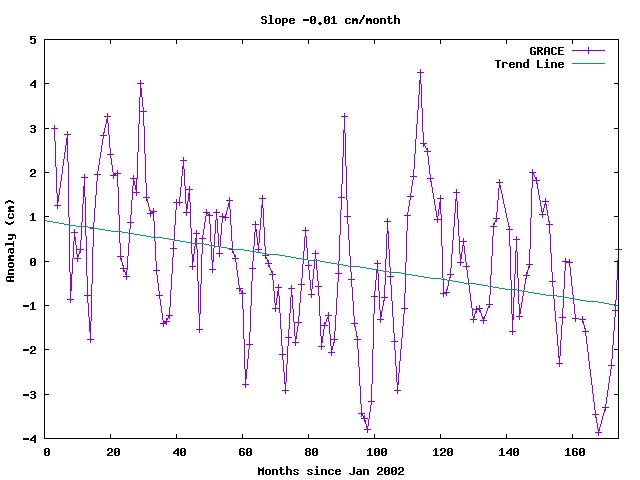 Slope -0.01 cm/month
GRACE
Trend Line
5
4
3
2
1
0
-1
-2
-3
-4
Anomaly (cm)
0 20 40 60 80 100 120 140 160
Months since Jan 2002